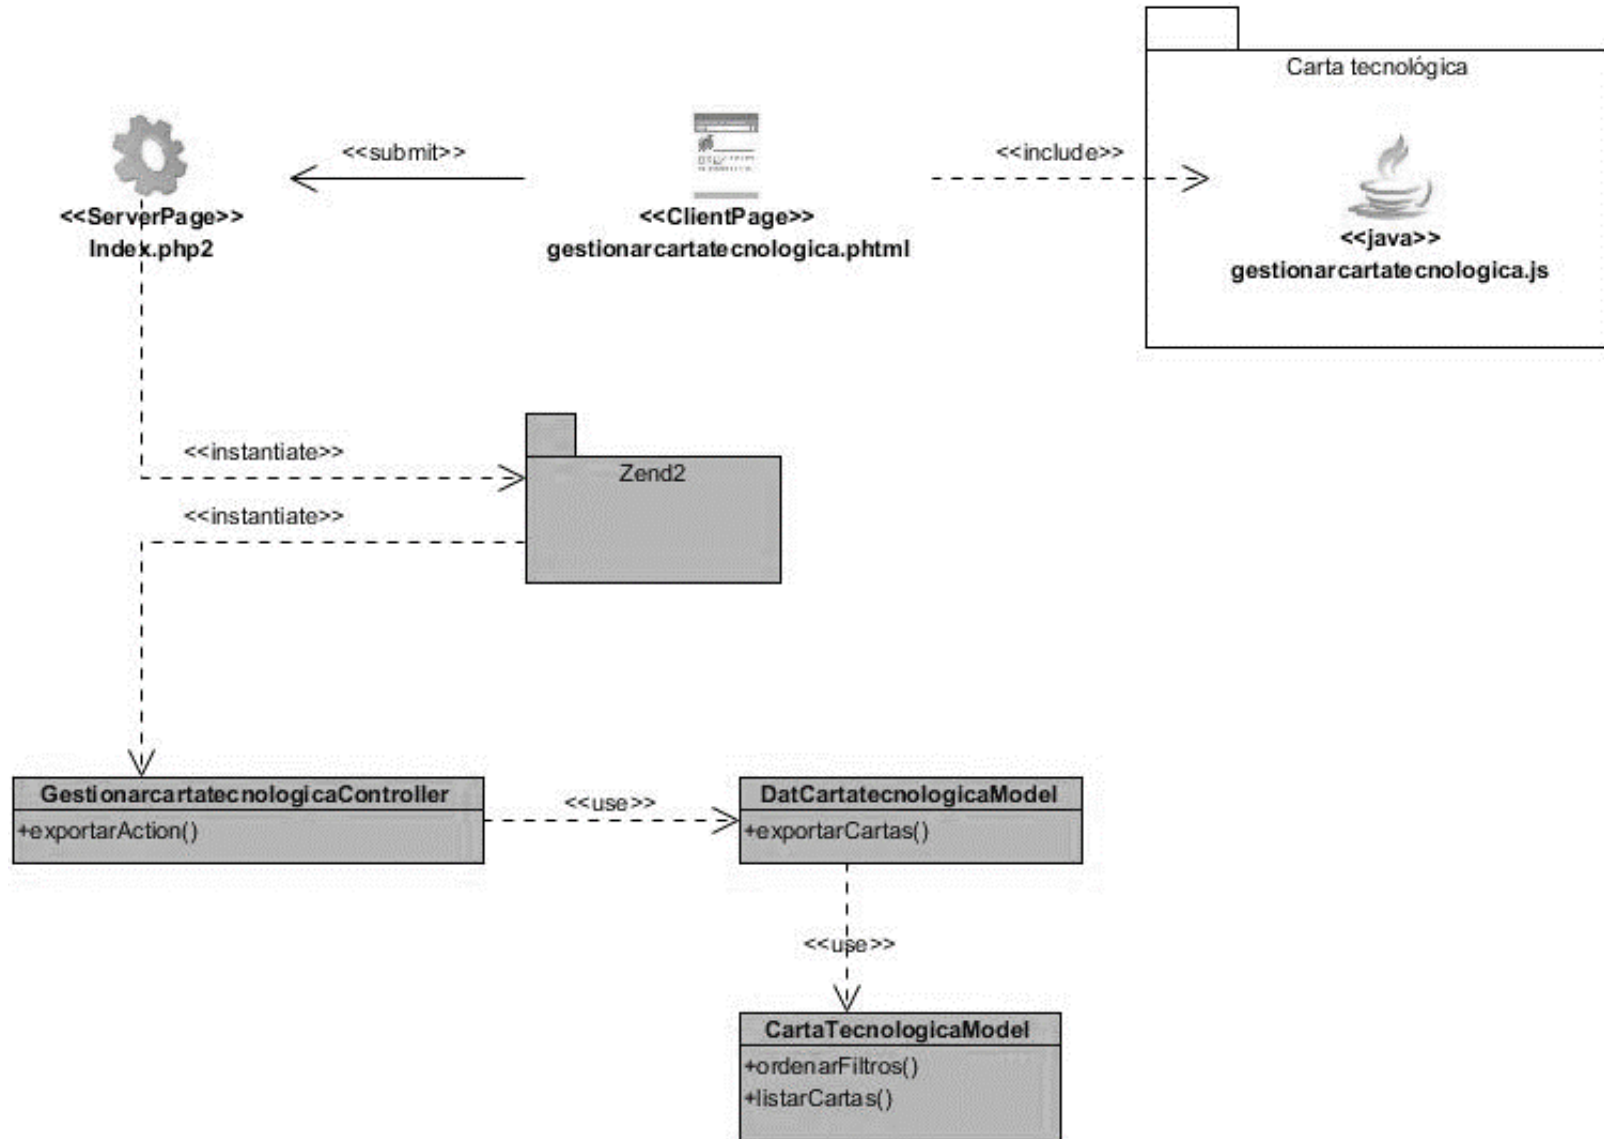 Carta tecnológica
<<submit>>
<<include>>
<<ServerPage>>
Index.php2
<<ClientPage>>
gestionarcartatecnologica.phtml
<<java>>
gestionarcartatecnologica.js
<<instantiate>>
Zend2
<<instantiate>>
GestionarcartatecnologicaController
+exportarAction()
<<use>>
DatCartatecnologicaModel
+exportarCartas()
<<use>>
CartaTecnologicaModel
+ordenarFiltros()
+listarCartas()